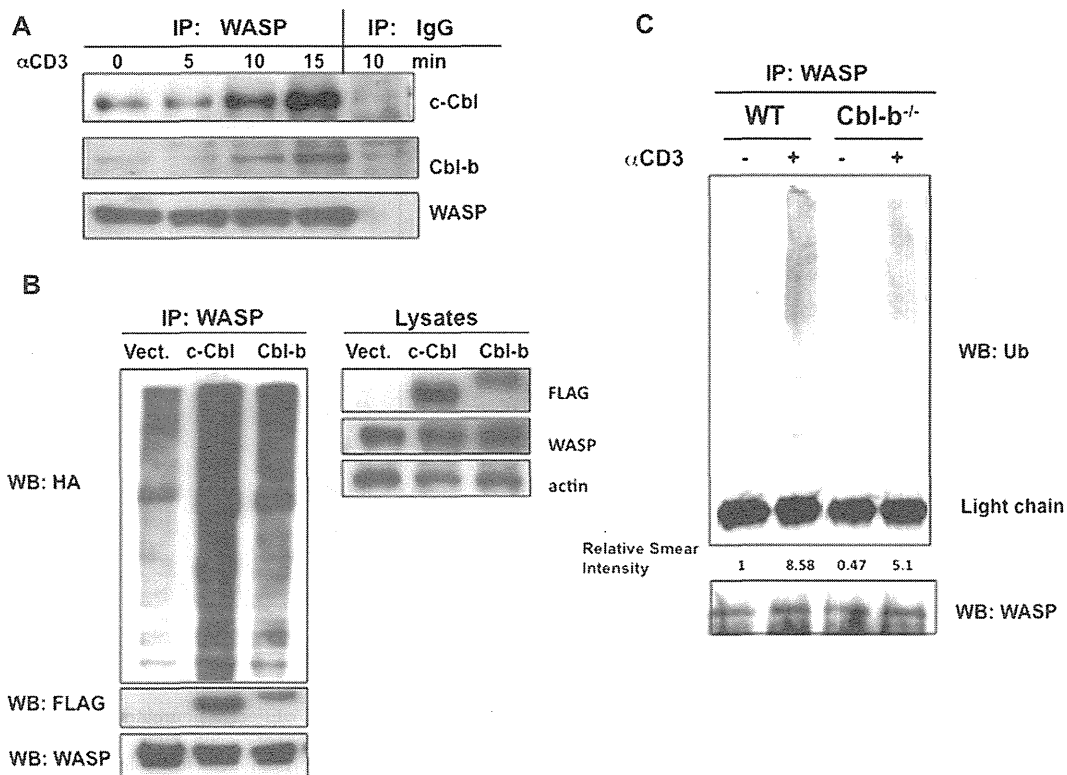 A
IP: WASP IP: IgG
αCD3 0 5 10 15 10 min
c-Cbl
Cbl-b
WASP
B
IP: WASP
Vect. c-Cbl Cbl-b
WB: HA
WB: FLAG
WB: WASP
Lysates
Vect. c-Cbl Cbl-b
FLAG
WASP
actin
C
IP: WASP
WT Cbl-b-/-
αCD3 - + - +
WB: Ub
Light chain
Relative Smear
Intensity 1 8.58 0.47 5.1
WB: WASP